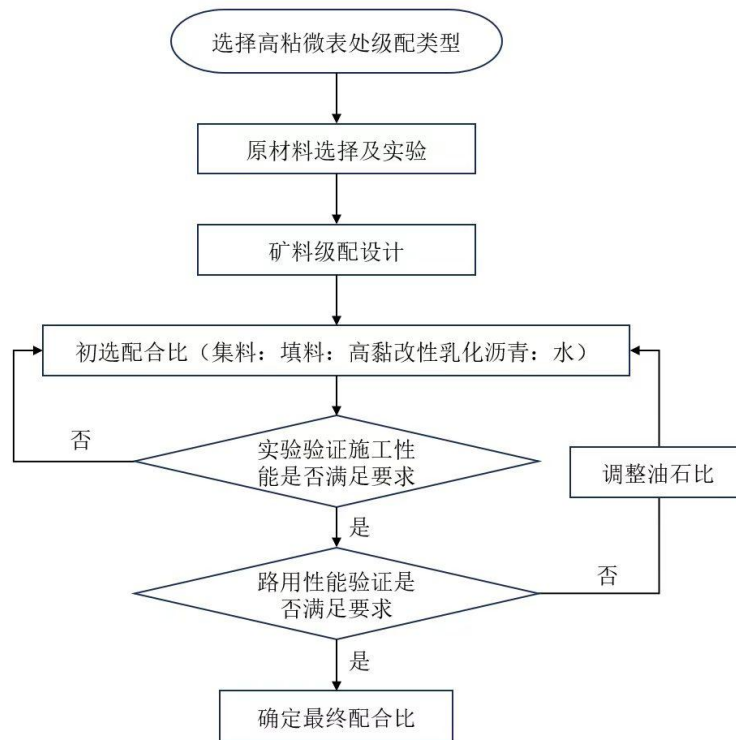 选择高粘微表处级配类型
原材料选择及实验
矿料级配设计
初选配合比（集料：填料：高黏改性乳化沥青：水）
否
实验验证施工性
能是否满足要求
调整油石比
是
路用性能验证是
否满足要求
否
是
确定最终配合比